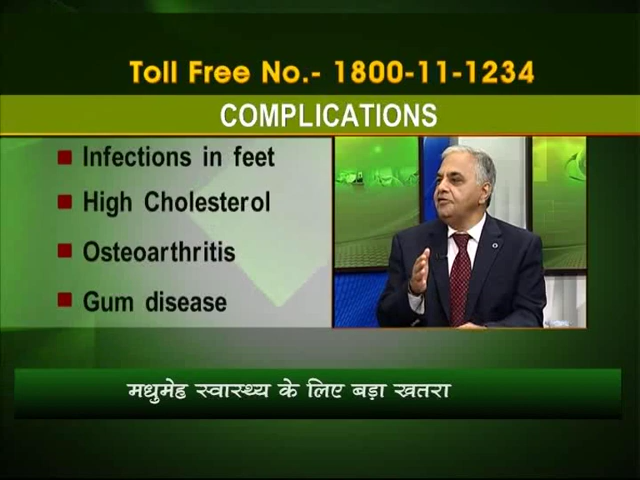 Toll Free No.- 1800-11-1234
COMPLICATIONS
Infections in feet
High Cholesterol
Osteoarthritis
Gum disease
मधुमेह स्वास्थ्य के लिए बड़ा खतरा